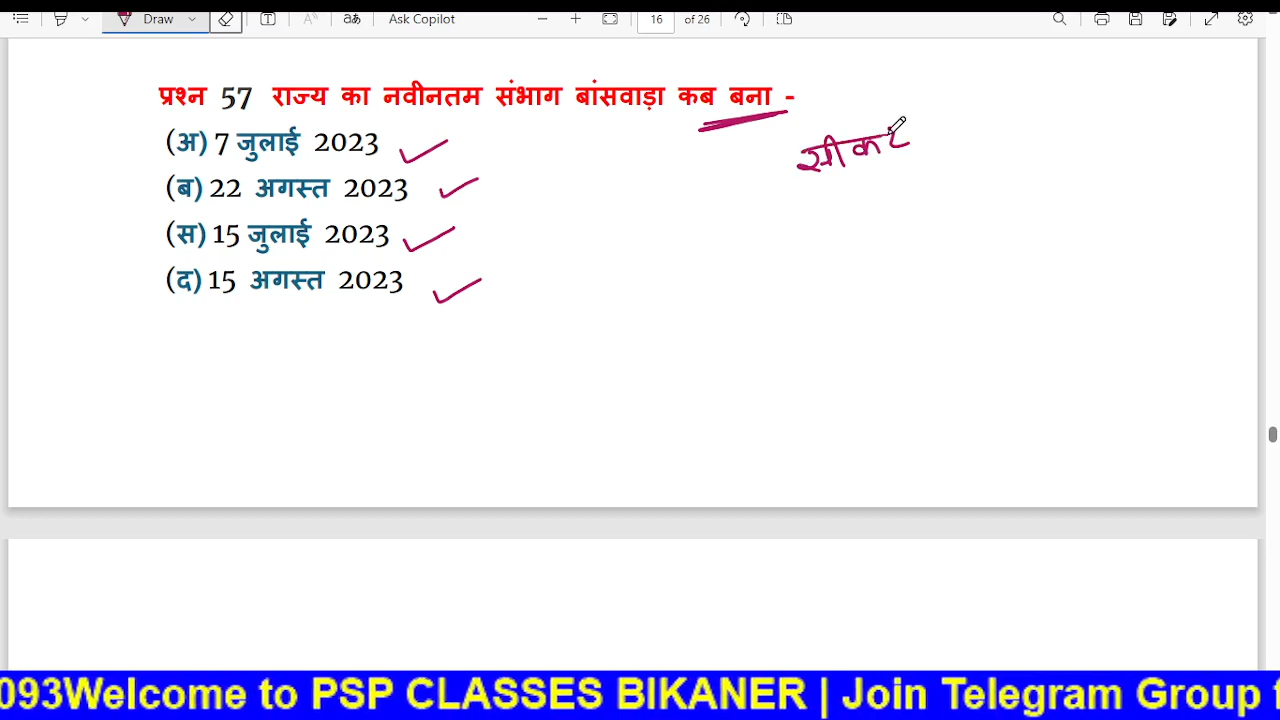 Draw
Ask Copilot
16 of 26
प्रश्न 57 राज्य का नवीनतम संभाग बांसवाड़ा कब बना -
(अ) 7 जुलाई 2023
सीकर
(ब) 22 अगस्त 2023
(स) 15 जुलाई 2023
(द) 15 अगस्त 2023
093Welcome to PSP CLASSES BIKANER | Join Telegram Group f